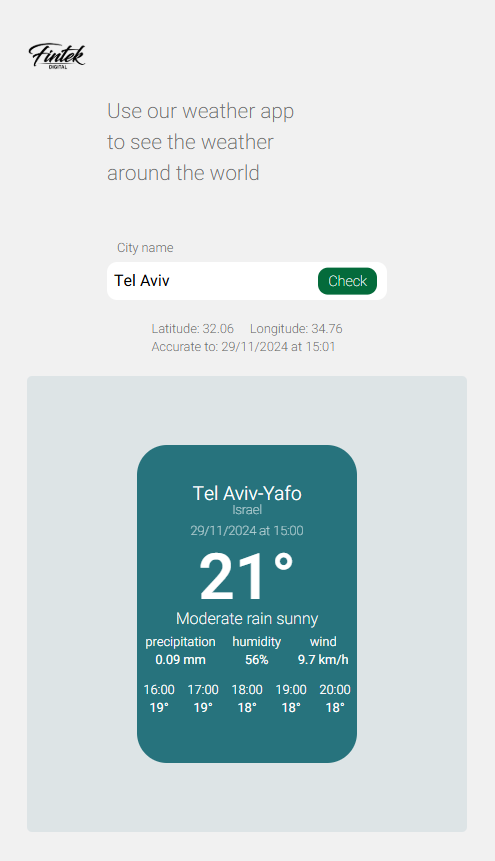 Fintek
DIGITAL
Use our weather app
to see the weather
around the world
City name
Tel Aviv Check
Latitude: 32.06 Longitude: 34.76
Accurate to: 29/11/2024 at 15:01
Tel Aviv-Yafo
Israel
29/11/2024 at 15:00
21°
Moderate rain sunny
precipitation humidity wind
0.09 mm 56% 9.7 km/h
16:00 17:00 18:00 19:00 20:00
19° 19° 18° 18° 18°